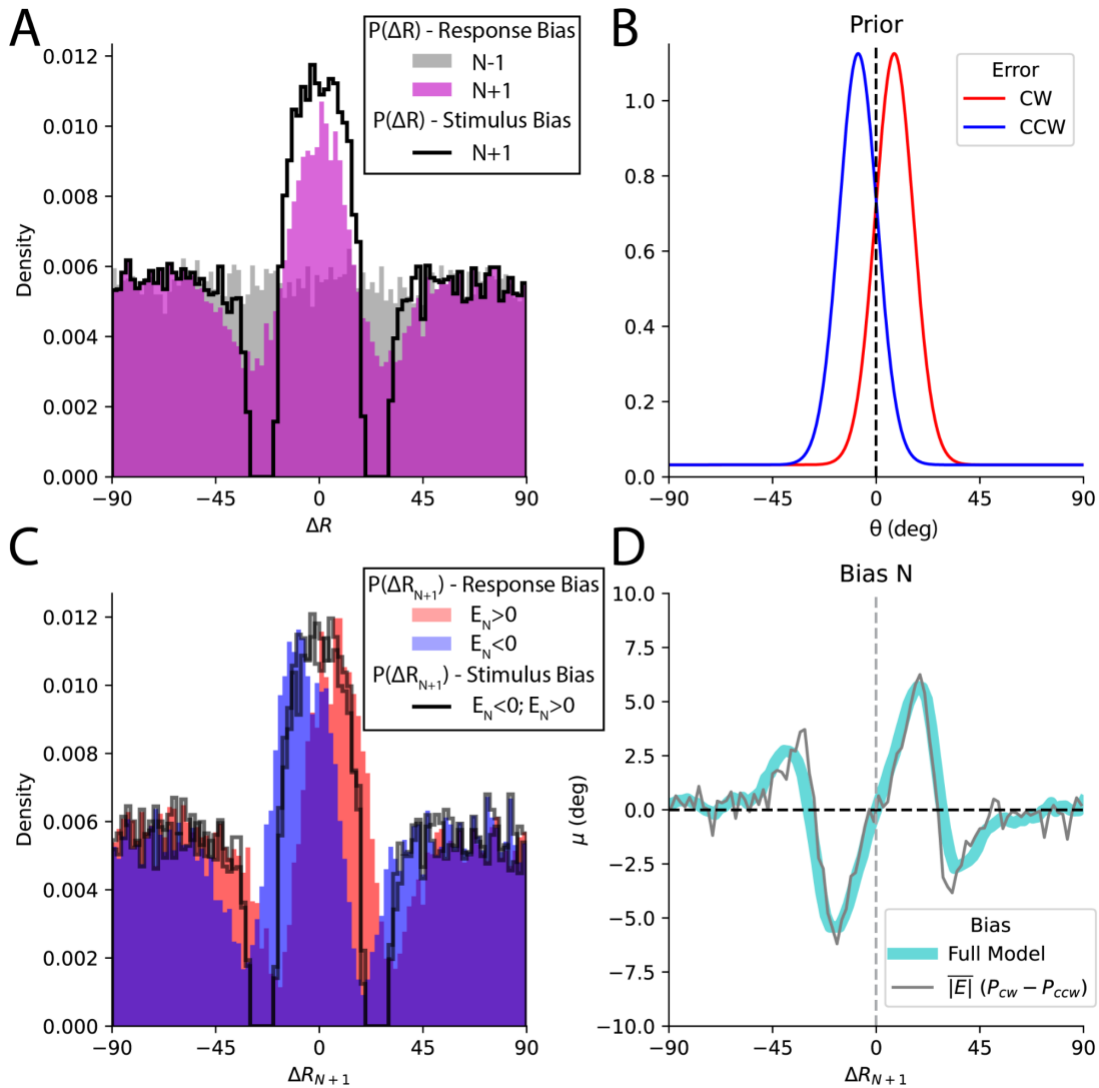 A
P(ΔR) - Response Bias
N-1
N+1
P(ΔR) - Stimulus Bias
N+1
Density
0.012
0.010
0.008
0.006
0.004
0.002
0.000
−90 −45 0 45 90
ΔR
B
Prior
Error
CW
CCW
1.0
0.8
0.6
0.4
0.2
0.0
−90 −45 0 45 90
θ (deg)
C
P(ΔR_N+1) - Response Bias
E_N>0
E_N<0
P(ΔR_N+1) - Stimulus Bias
E_N<0; E_N>0
Density
0.012
0.010
0.008
0.006
0.004
0.002
0.000
−90 −45 0 45 90
ΔR_N+1
D
Bias N
μ (deg)
10.0
7.5
5.0
2.5
0.0
−2.5
−5.0
−7.5
−10.0
Bias
Full Model
|E| (P_cw − P_ccw)
−90 −45 0 45 90
ΔR_N+1